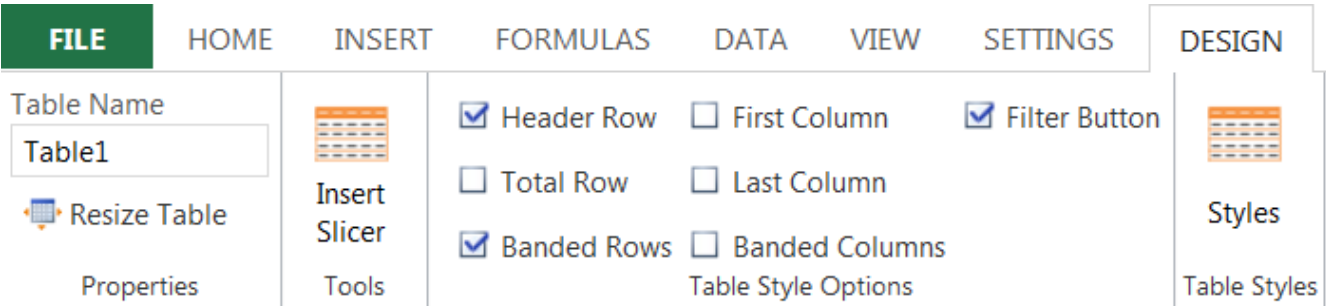 FILE HOME INSERT FORMULAS DATA VIEW SETTINGS DESIGN
Table Name
Table1
Resize Table
Properties
Insert
Slicer
Tools
Header Row First Column Filter Button
Total Row Last Column
Banded Rows Banded Columns
Table Style Options
Styles
Table Styles